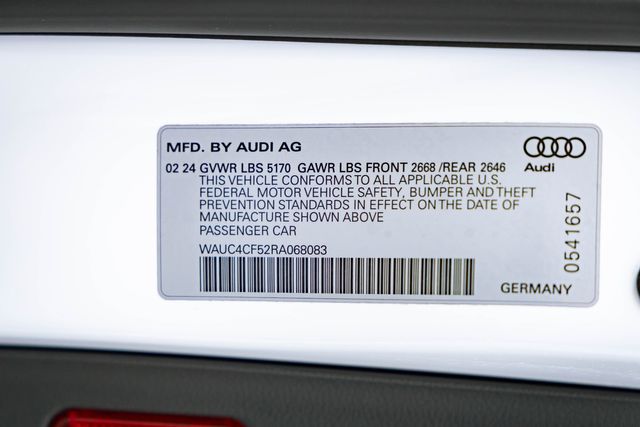 MFD. BY AUDI AG
02 24 GVWR LBS 5170 GAWR LBS FRONT 2668 /REAR 2646
THIS VEHICLE CONFORMS TO ALL APPLICABLE U.S.
FEDERAL MOTOR VEHICLE SAFETY, BUMPER AND THEFT
PREVENTION STANDARDS IN EFFECT ON THE DATE OF
MANUFACTURE SHOWN ABOVE
PASSENGER CAR
WAUC4CF52RA068083
Audi
0541657
GERMANY